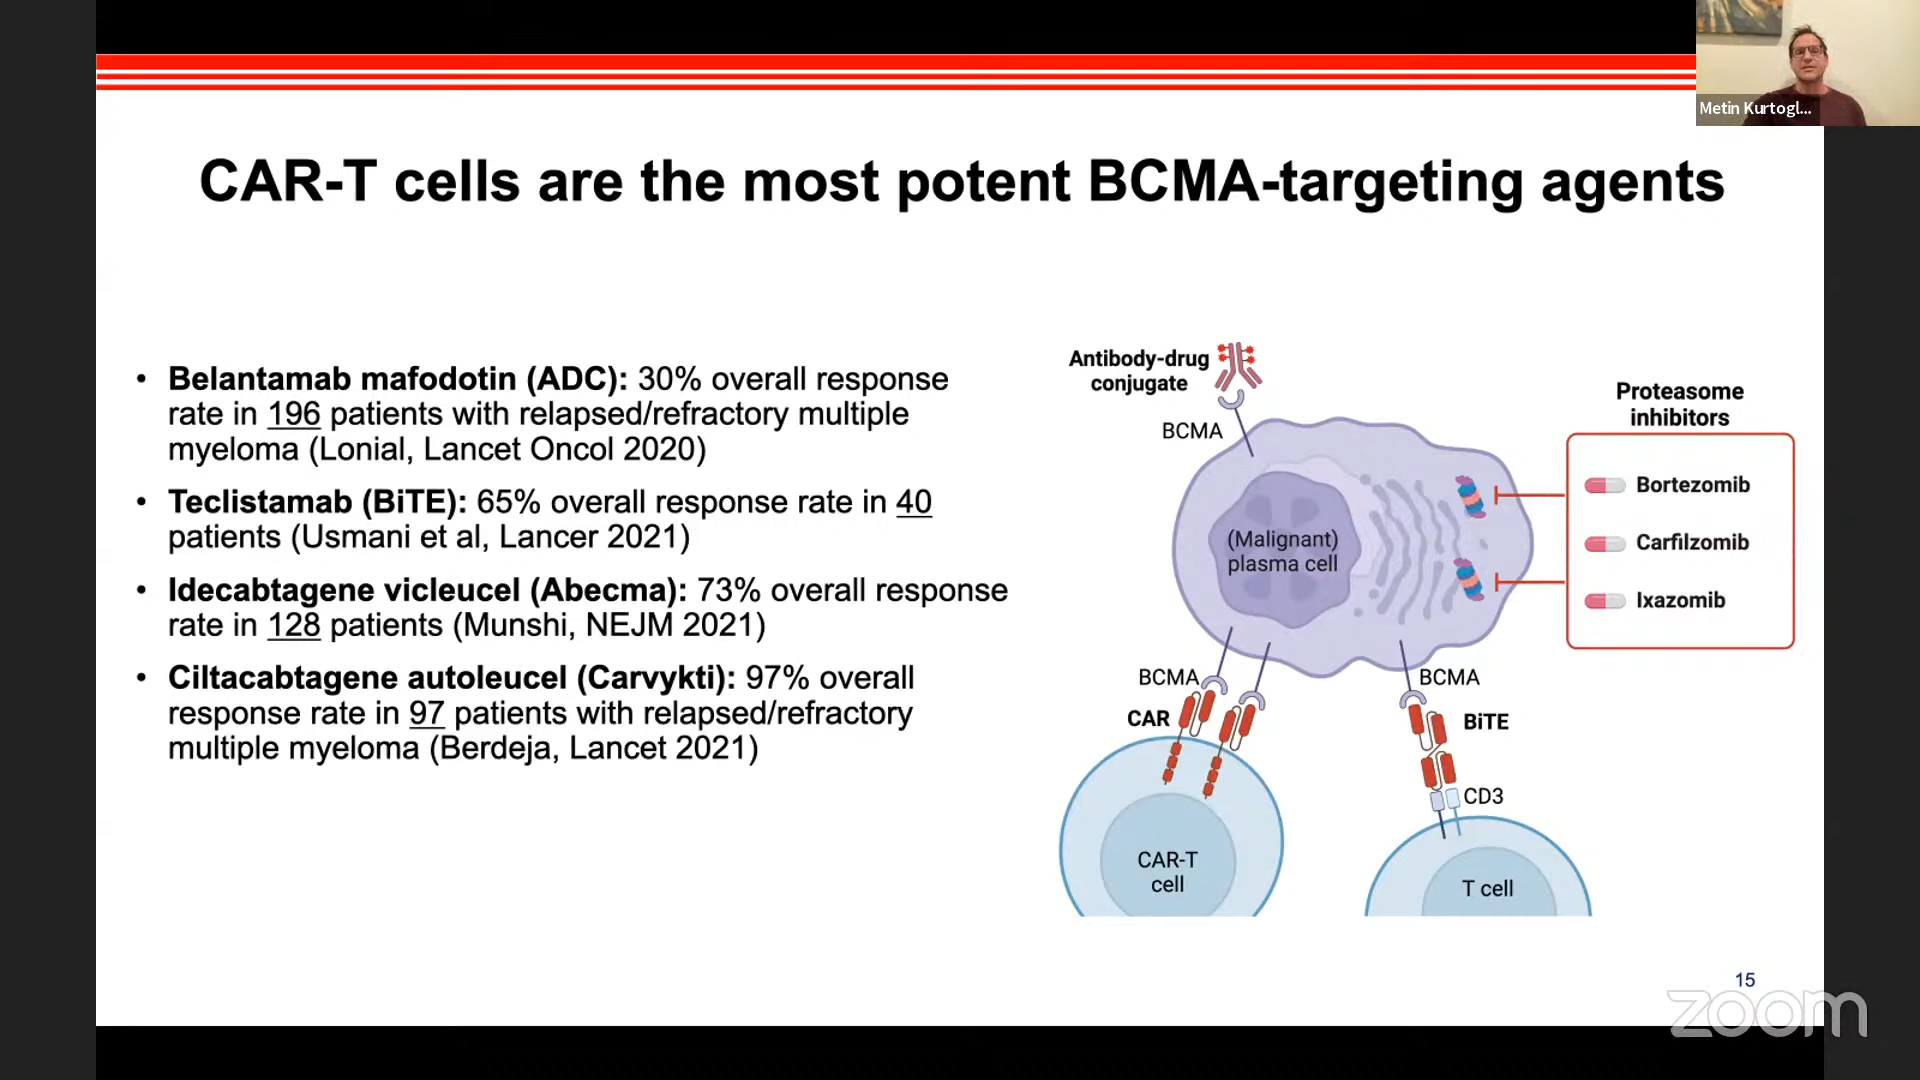 Metin Kurtogl...
CAR-T cells are the most potent BCMA-targeting agents
• Belantamab mafodotin (ADC): 30% overall response
rate in 196 patients with relapsed/refractory multiple
myeloma (Lonial, Lancet Oncol 2020)
• Teclistamab (BiTE): 65% overall response rate in 40
patients (Usmani et al, Lancer 2021)
• Idecabtagene vicleucel (Abecma): 73% overall response
rate in 128 patients (Munshi, NEJM 2021)
• Ciltacabtagene autoleucel (Carvykti): 97% overall
response rate in 97 patients with relapsed/refractory
multiple myeloma (Berdeja, Lancet 2021)
Antibody-drug
conjugate
BCMA
(Malignant)
plasma cell
Proteasome
inhibitors
Bortezomib
Carfilzomib
Ixazomib
BCMA
CAR
CAR-T
cell
BCMA
BiTE
CD3
T cell
15
zoom